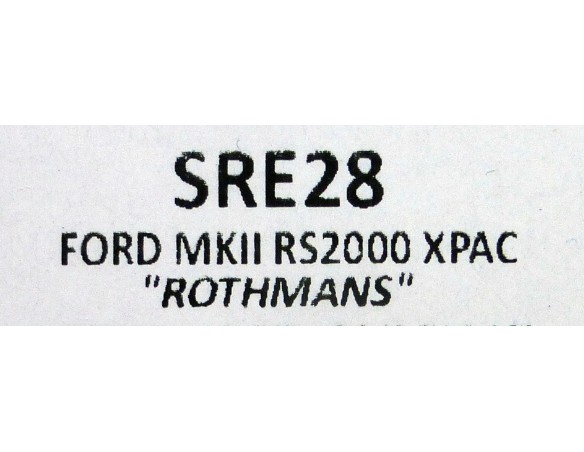 SRE28
FORD MKII RS2000 XPAC
"ROTHMANS"